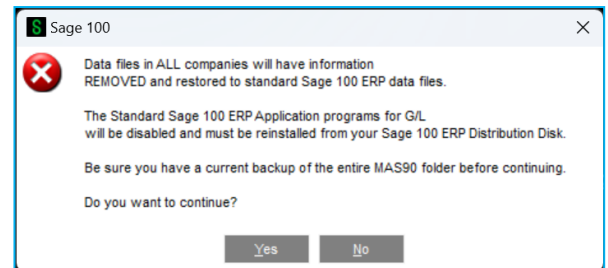 S Sage 100
Data files in ALL companies will have information
REMOVED and restored to standard Sage 100 ERP data files.
The Standard Sage 100 ERP Application programs for G/L
will be disabled and must be reinstalled from your Sage 100 ERP Distribution Disk.
Be sure you have a current backup of the entire MAS90 folder before continuing.
Do you want to continue?
Yes No